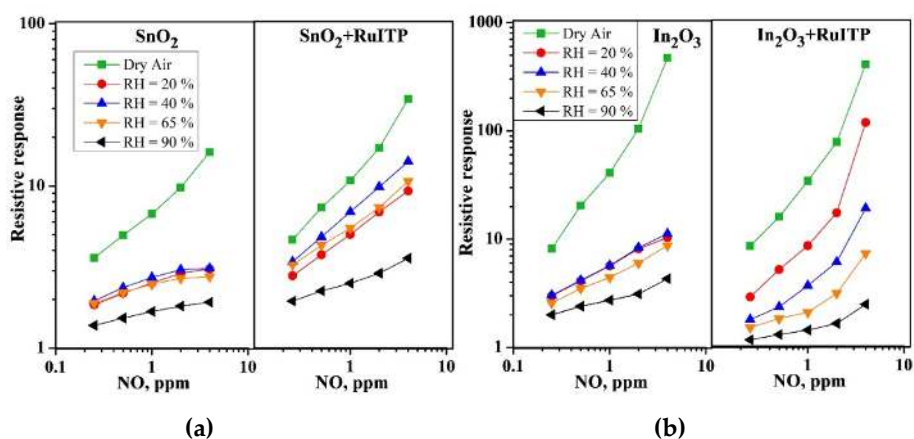 SnO2
SnO2+RuITP
Dry Air
RH = 20 %
RH = 40 %
RH = 65 %
RH = 90 %
Resistive response
100
10
1
0.1
1
10
1
10
NO, ppm
NO, ppm
(a)
In2O3
In2O3+RuITP
Dry Air
RH = 20 %
RH = 40 %
RH = 65 %
RH = 90 %
Resistive response
1000
100
10
1
0.1
1
10
1
10
NO, ppm
NO, ppm
(b)